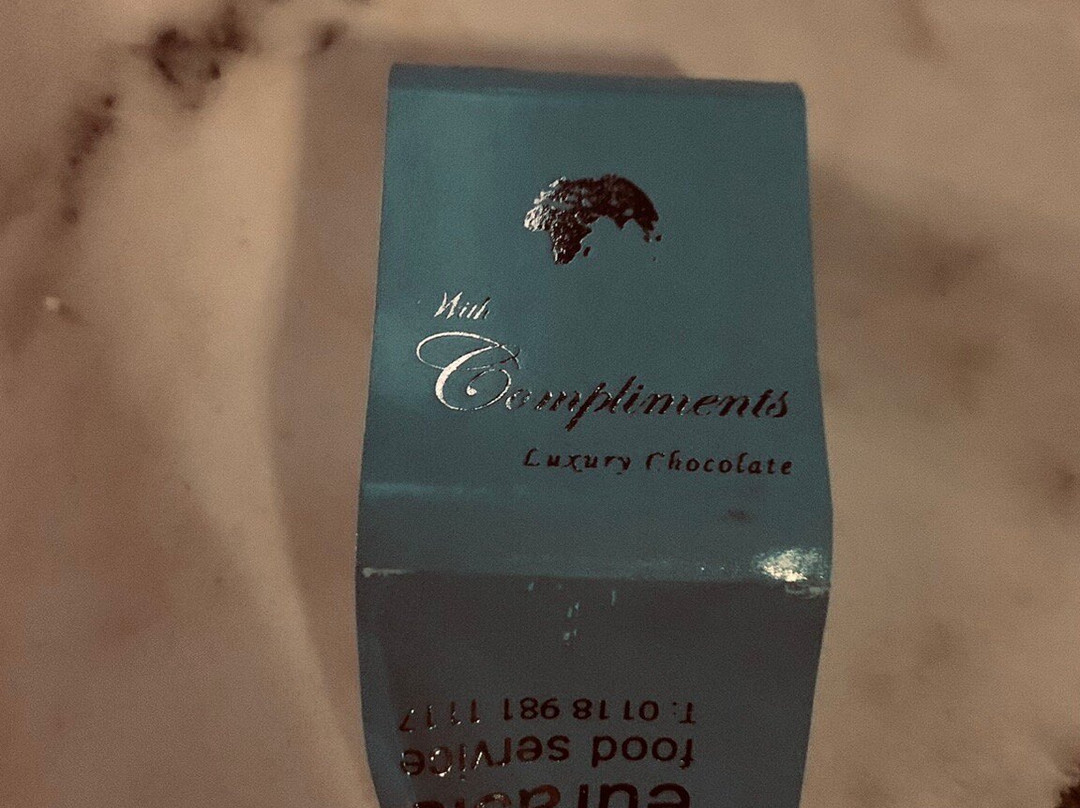 With
Compliments
Luxury Chocolate
food service
T: 0118 981 1117